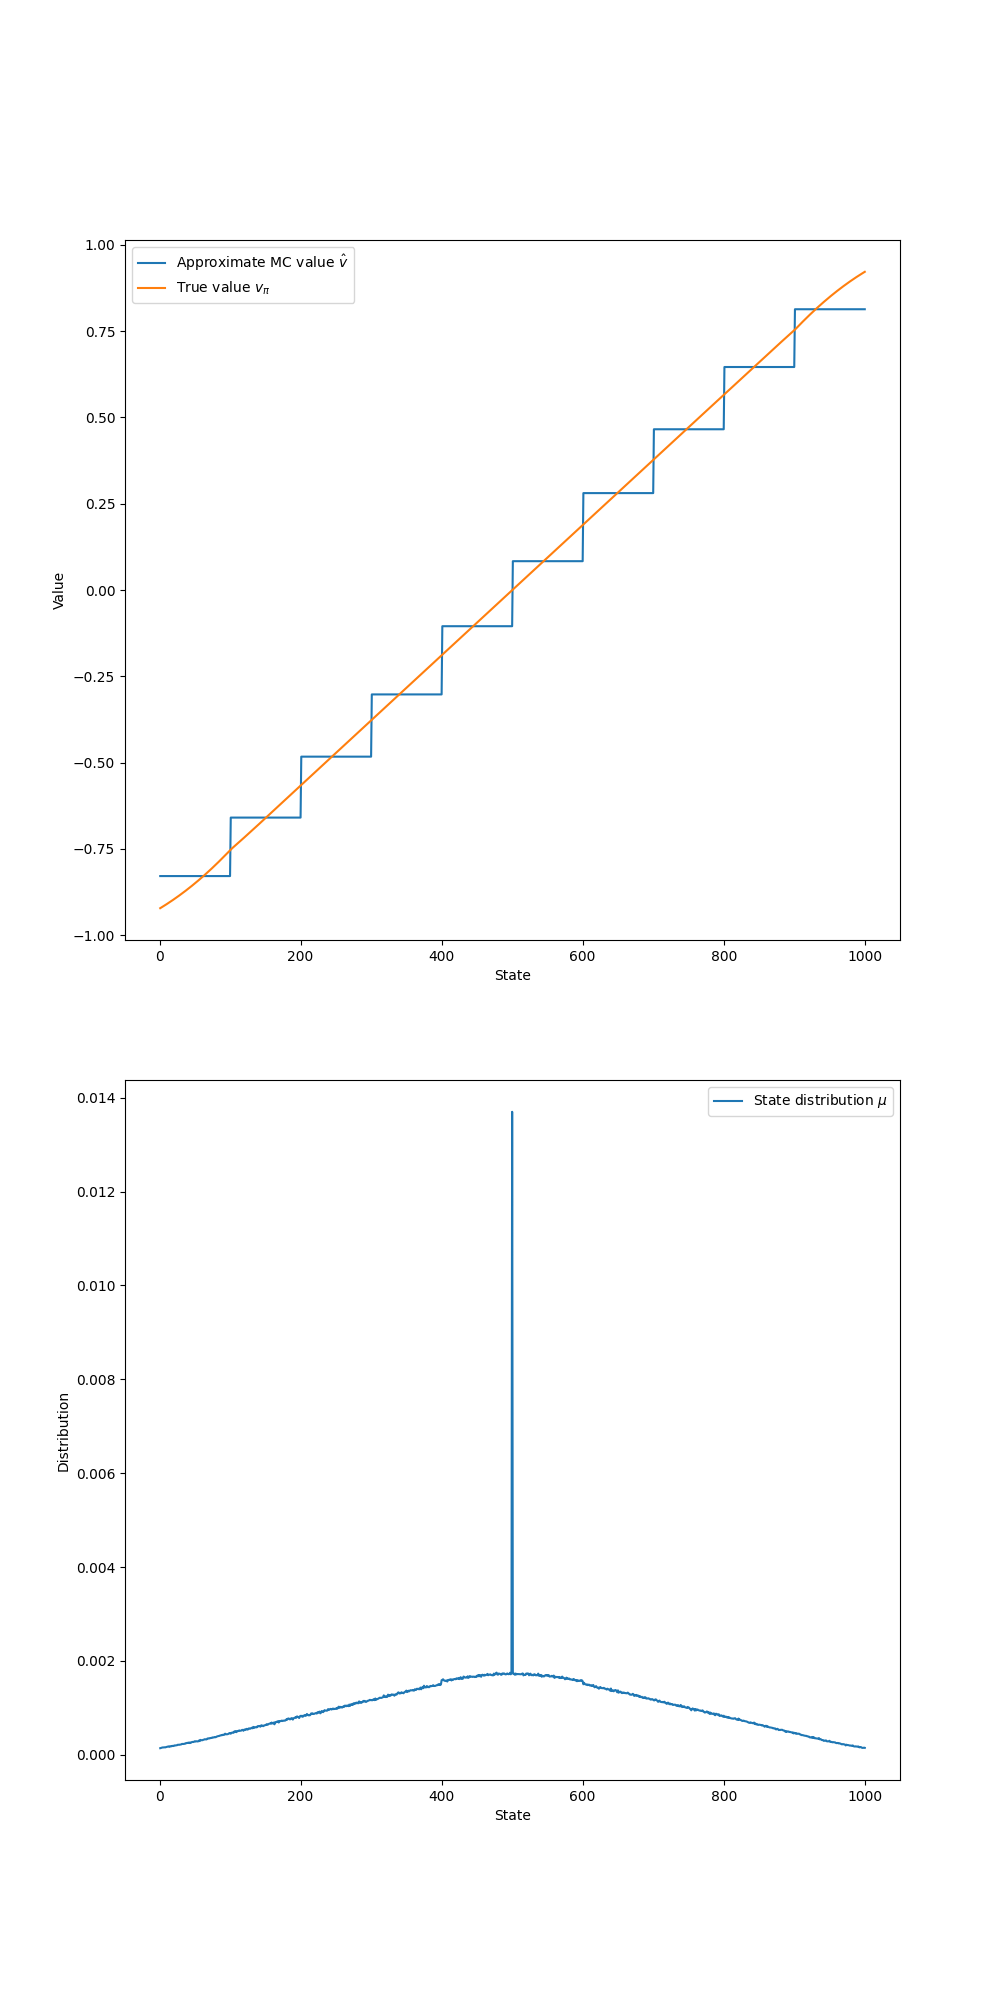 Approximate MC value v̂
True value vπ
1.00
0.75
0.50
0.25
0.00
−0.25
−0.50
−0.75
−1.00
Value
0 200 400 600 800 1000
State
State distribution μ
0.014
0.012
0.010
0.008
0.006
0.004
0.002
0.000
Distribution
0 200 400 600 800 1000
State